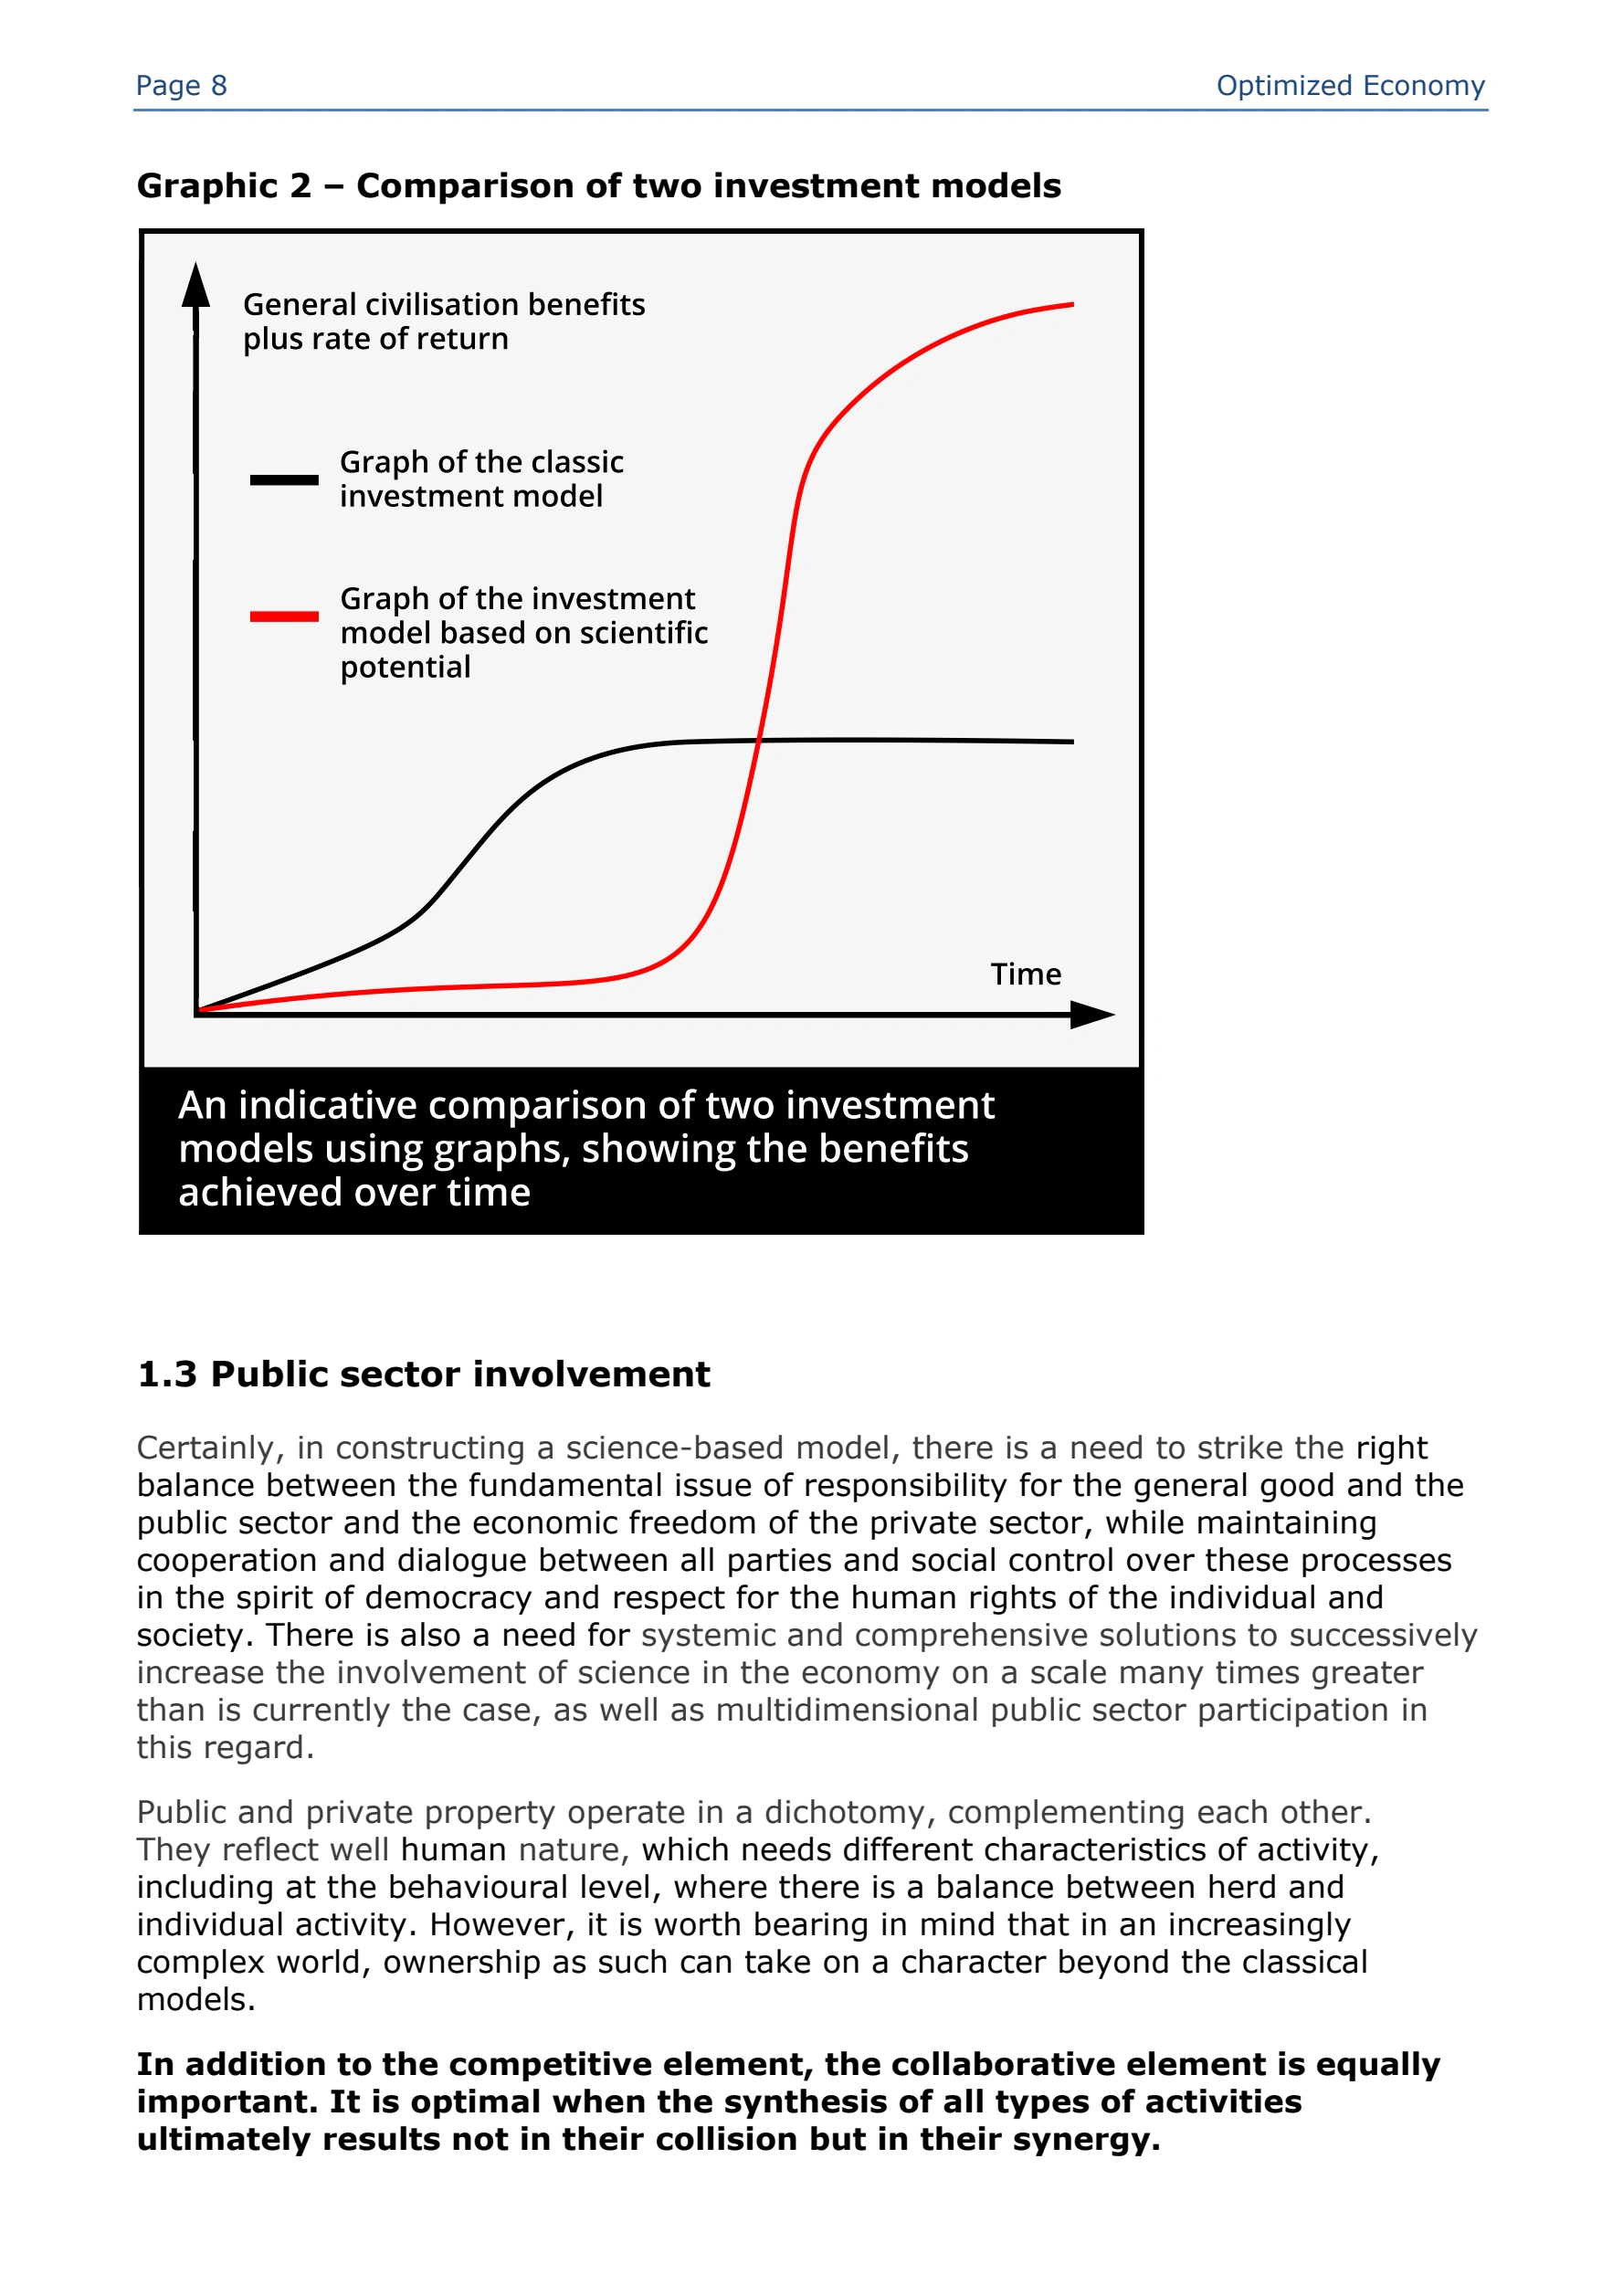 Page 8
Optimized Economy
Graphic 2 – Comparison of two investment models
General civilisation benefits
plus rate of return
Graph of the classic
investment model
Graph of the investment
model based on scientific
potential
Time
An indicative comparison of two investment
models using graphs, showing the benefits
achieved over time
1.3 Public sector involvement
Certainly, in constructing a science-based model, there is a need to strike the right
balance between the fundamental issue of responsibility for the general good and the
public sector and the economic freedom of the private sector, while maintaining
cooperation and dialogue between all parties and social control over these processes
in the spirit of democracy and respect for the human rights of the individual and
society. There is also a need for systemic and comprehensive solutions to successively
increase the involvement of science in the economy on a scale many times greater
than is currently the case, as well as multidimensional public sector participation in
this regard.
Public and private property operate in a dichotomy, complementing each other.
They reflect well human nature, which needs different characteristics of activity,
including at the behavioural level, where there is a balance between herd and
individual activity. However, it is worth bearing in mind that in an increasingly
complex world, ownership as such can take on a character beyond the classical
models.
In addition to the competitive element, the collaborative element is equally
important. It is optimal when the synthesis of all types of activities
ultimately results not in their collision but in their synergy.